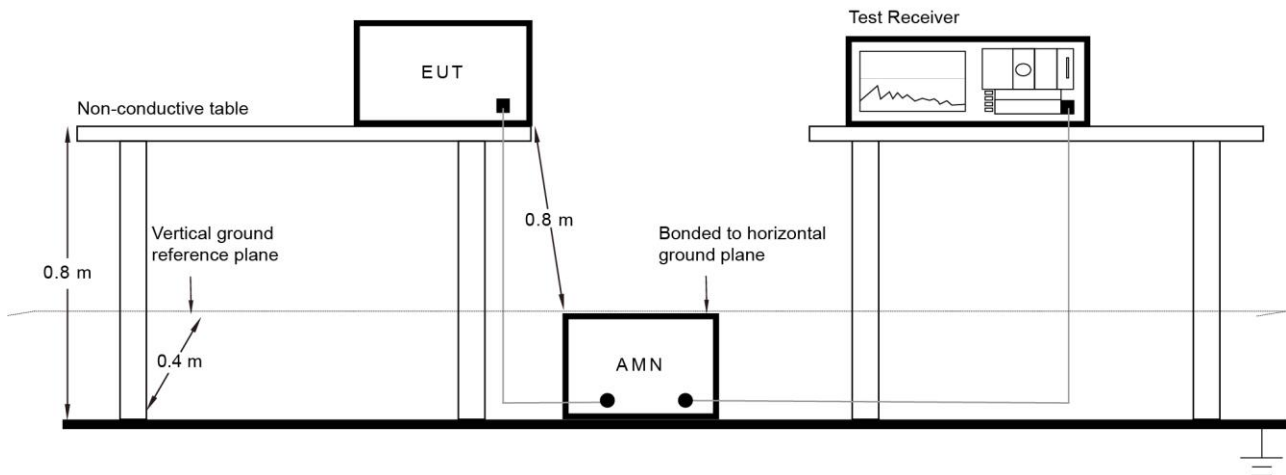 Test Receiver
EUT
Non-conductive table
0.8 m
Vertical ground
reference plane
Bonded to horizontal
ground plane
0.8 m
0.4 m
AMN